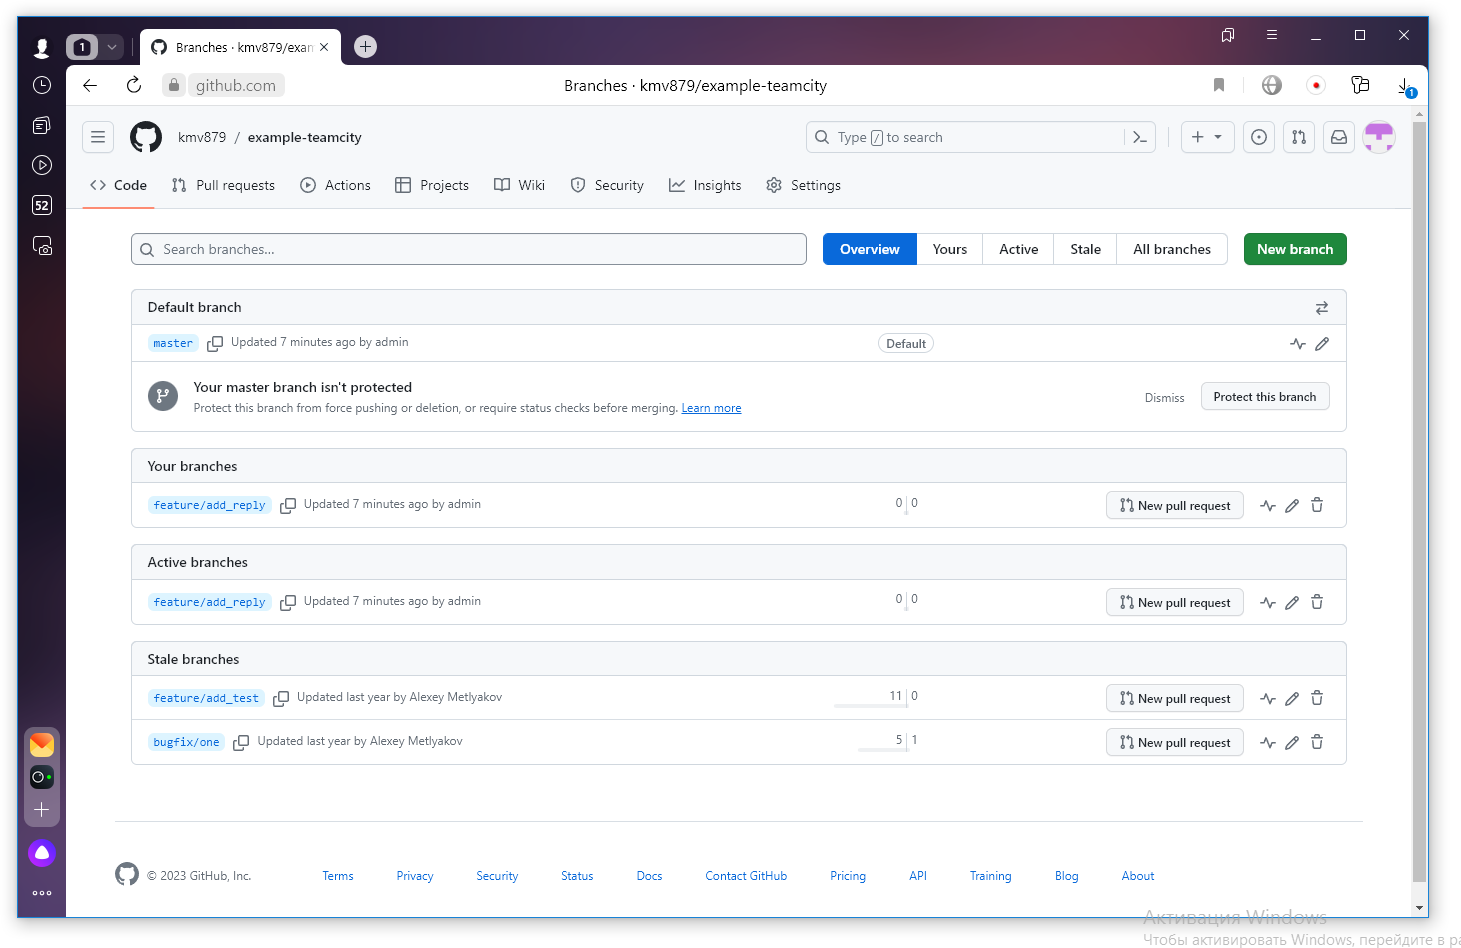 1
Branches · kmv879/exan
github.com
Branches · kmv879/example-teamcity
1
52
kmv879 / example-teamcity
Type / to search
Code
Pull requests
Actions
Projects
Wiki
Security
Insights
Settings
Search branches...
Overview
Yours
Active
Stale
All branches
New branch
Default branch
master
Updated 7 minutes ago by admin
Default
Your master branch isn't protected
Protect this branch from force pushing or deletion, or require status checks before merging. Learn more
Dismiss
Protect this branch
Your branches
feature/add_reply
Updated 7 minutes ago by admin
0 | 0
New pull request
Active branches
feature/add_reply
Updated 7 minutes ago by admin
0 | 0
New pull request
Stale branches
feature/add_test
Updated last year by Alexey Metlyakov
11 | 0
New pull request
bugfix/one
Updated last year by Alexey Metlyakov
5 | 1
New pull request
© 2023 GitHub, Inc.
Terms
Privacy
Security
Status
Docs
Contact GitHub
Pricing
API
Training
Blog
About
Активация Windows
Чтобы активировать Windows, перейдите в ра